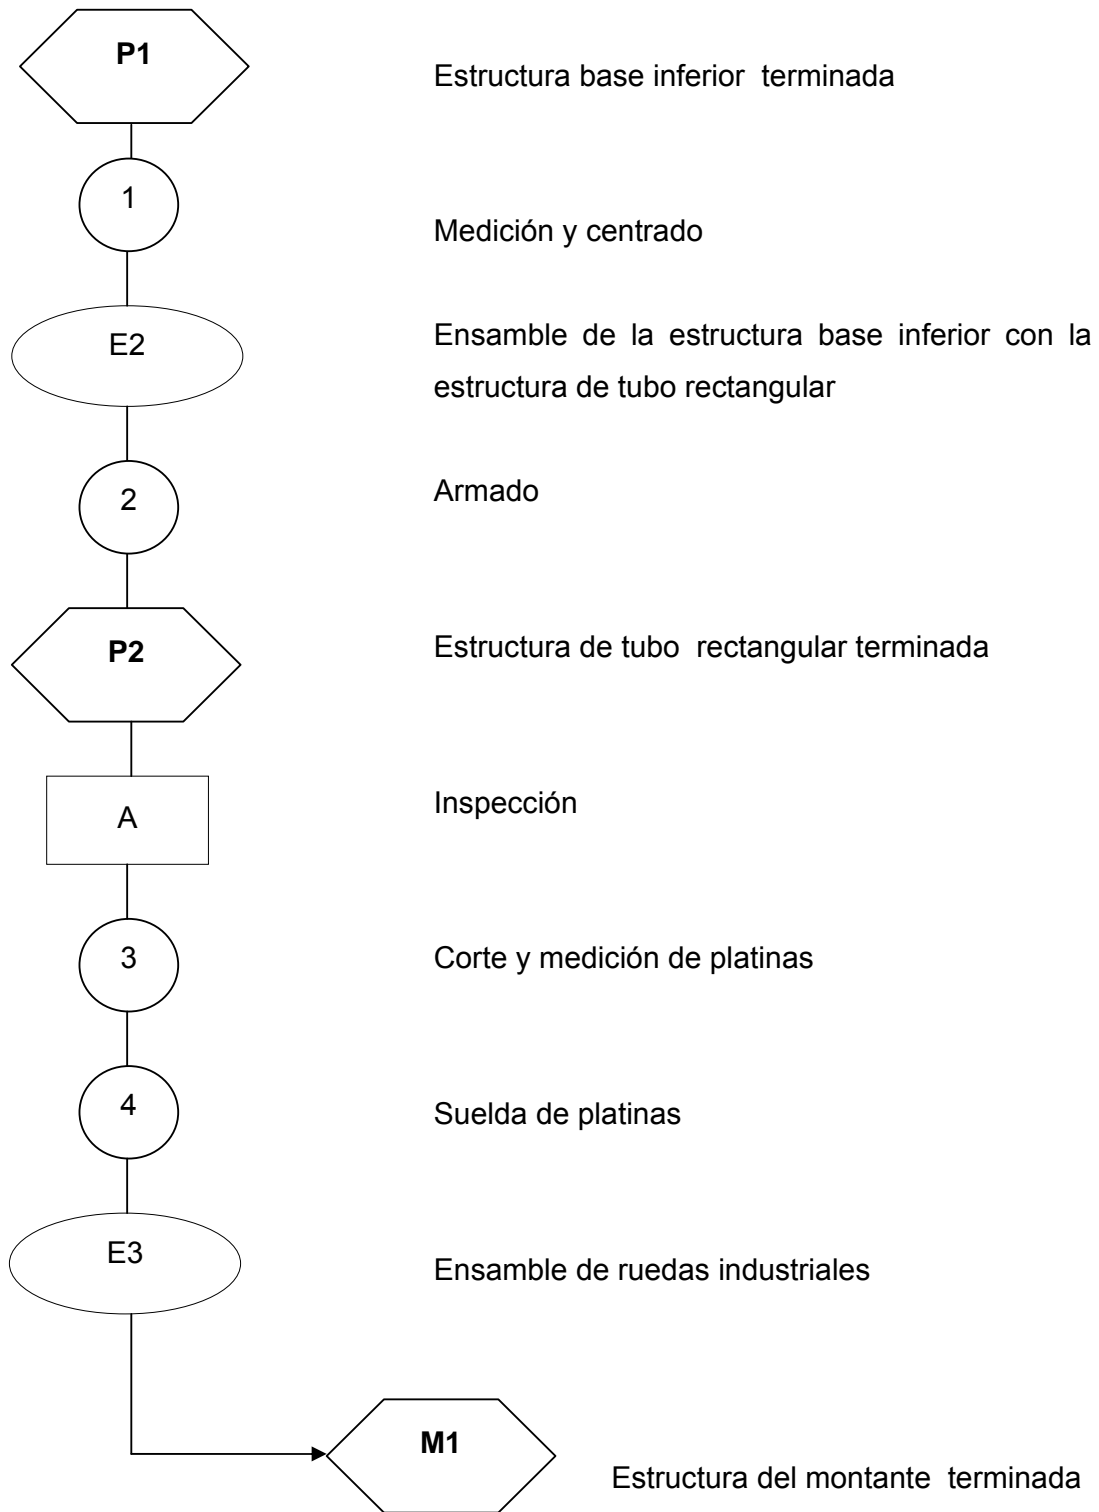 P1
Estructura base inferior terminada
1
Medición y centrado
E2
Ensamble de la estructura base inferior con la
estructura de tubo rectangular
2
Armado
P2
Estructura de tubo rectangular terminada
A
Inspección
3
Corte y medición de platinas
4
Suelda de platinas
E3
Ensamble de ruedas industriales
M1
Estructura del montante terminada